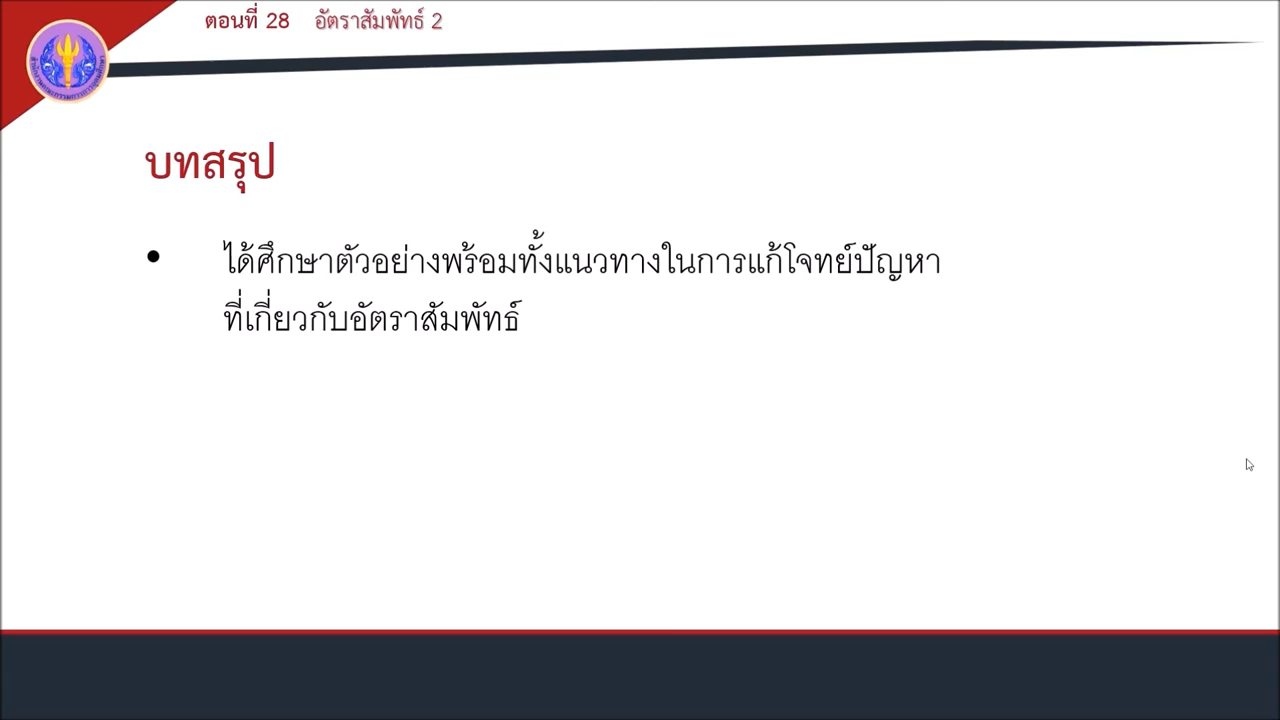 ตอนที่ 28 อัตราสัมพัทธ์ 2
บทสรุป
• ได้ศึกษาตัวอย่างพร้อมทั้งแนวทางในการแก้โจทย์ปัญหา
ที่เกี่ยวกับอัตราสัมพัทธ์